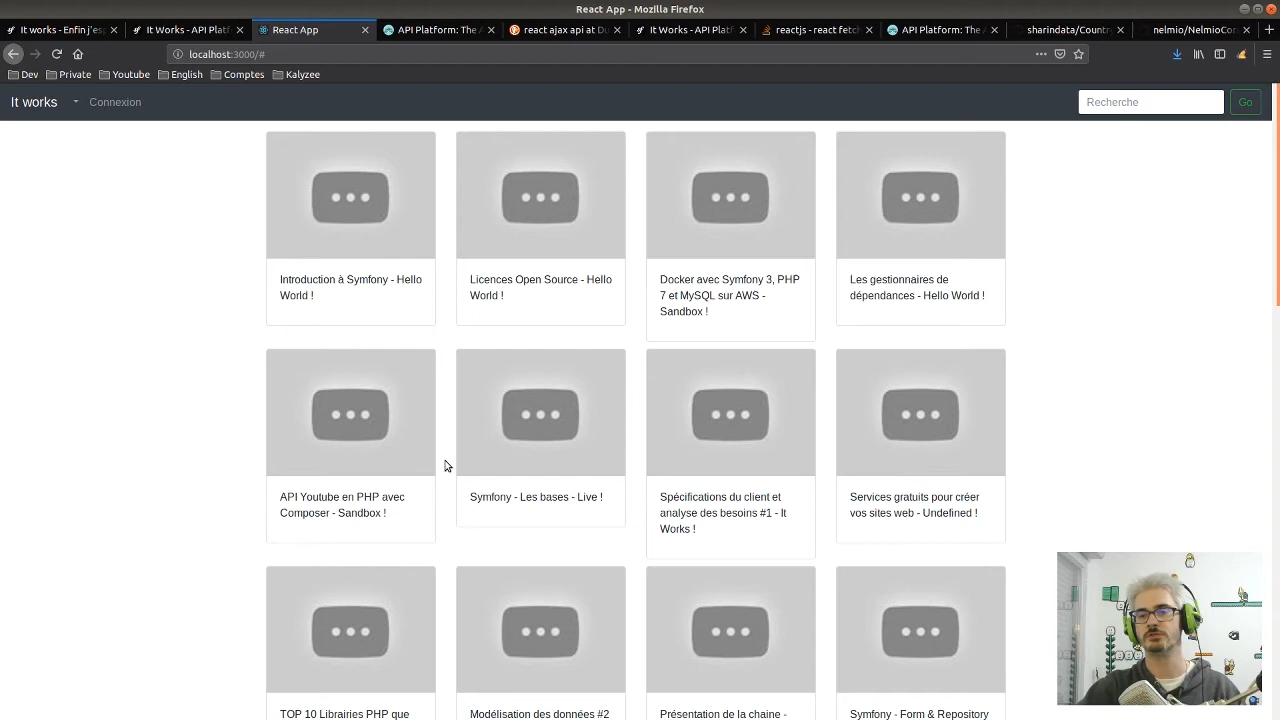 React App - Mozilla Firefox
It works - Enfin j'es
It Works - API Platf
React App
API Platform: The A
react ajax api at Du
It Works - API Platf
reactjs - react fetch
API Platform: The A
sharindata/Countr
nelmio/NelmioCor
localhost:3000/#
Dev
Private
Youtube
English
Comptes
Kalyzee
It works
Connexion
Recherche
Go
Introduction à Symfony - Hello
World !
Licences Open Source - Hello
World !
Docker avec Symfony 3, PHP
7 et MySQL sur AWS -
Sandbox !
Les gestionnaires de
dépendances - Hello World !
API Youtube en PHP avec
Composer - Sandbox !
Symfony - Les bases - Live !
Spécifications du client et
analyse des besoins #1 - It
Works !
Services gratuits pour créer
vos sites web - Undefined !
TOP 10 Librairies PHP que
Modélisation des données #2
Présentation de la chaine -
Symfony - Form & Repository